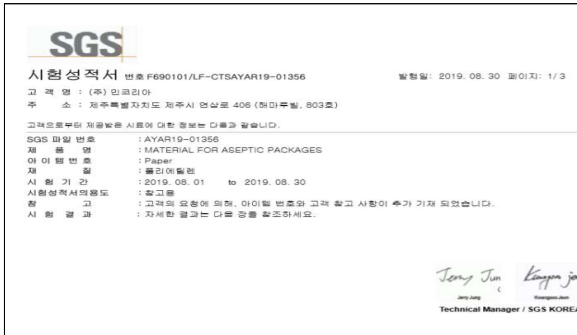 SGS
시험성적서 번호 F690101/LF-CTSAYAR19-01356 발행일: 2019. 08. 30 페이지: 1/3
고 객 명 : (주) 민코리아
주 소 : 제주특별자치도 제주시 연삼로 406 (해마루빌, 803호)
고객으로부터 제공받은 시료에 대한 정보는 다음과 같습니다.
SGS 파일 번호 : AYAR19-01356
제 품 명 : MATERIAL FOR ASEPTIC PACKAGES
아 이 템 번 호 : Paper
재 질 : 폴리에틸렌
시 험 기 간 : 2019. 08. 01 to 2019. 08. 30
시험성적서의용도 : 참고용
참 고 : 고객의 요청에 의해, 아이템 번호와 고객 참고 사항이 추가 기재 되었습니다.
시 험 결 과 : 자세한 결과는 다음 장을 참조하세요.
Jerry Jun
Jerry Jung
Technical Manager / SGS KOREA